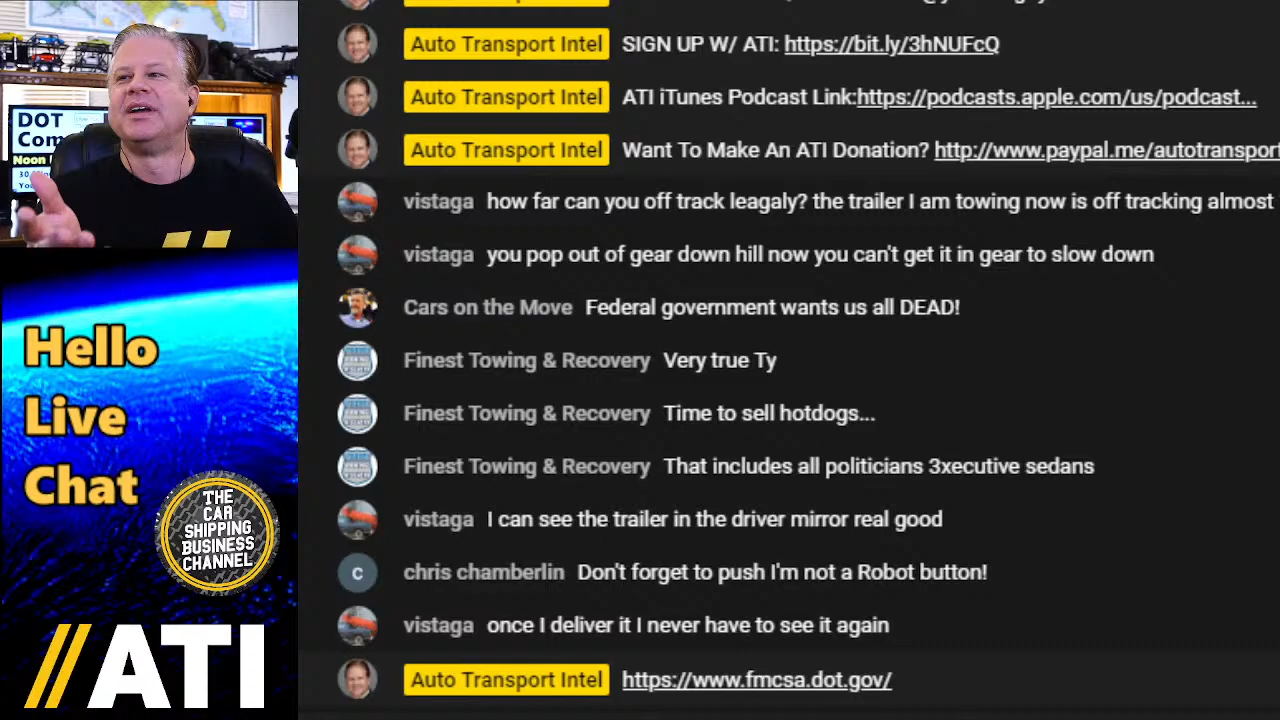 DOT
Com
Noon
30 Min
Hello
Live
Chat
THE
CAR
SHIPPING
BUSINESS
CHANNEL
//ATI
Auto Transport Intel SIGN UP W/ ATI: https://bit.ly/3hNUFcQ
Auto Transport Intel ATI iTunes Podcast Link:https://podcasts.apple.com/us/podcast...
Auto Transport Intel Want To Make An ATI Donation? http://www.paypal.me/autotransport
vistaga how far can you off track leagaly? the trailer I am towing now is off tracking almost
vistaga you pop out of gear down hill now you can't get it in gear to slow down
Cars on the Move Federal government wants us all DEAD!
Finest Towing & Recovery Very true Ty
Finest Towing & Recovery Time to sell hotdogs...
Finest Towing & Recovery That includes all politicians 3xecutive sedans
vistaga I can see the trailer in the driver mirror real good
C chris chamberlin Don't forget to push I'm not a Robot button!
vistaga once I deliver it I never have to see it again
Auto Transport Intel https://www.fmcsa.dot.gov/